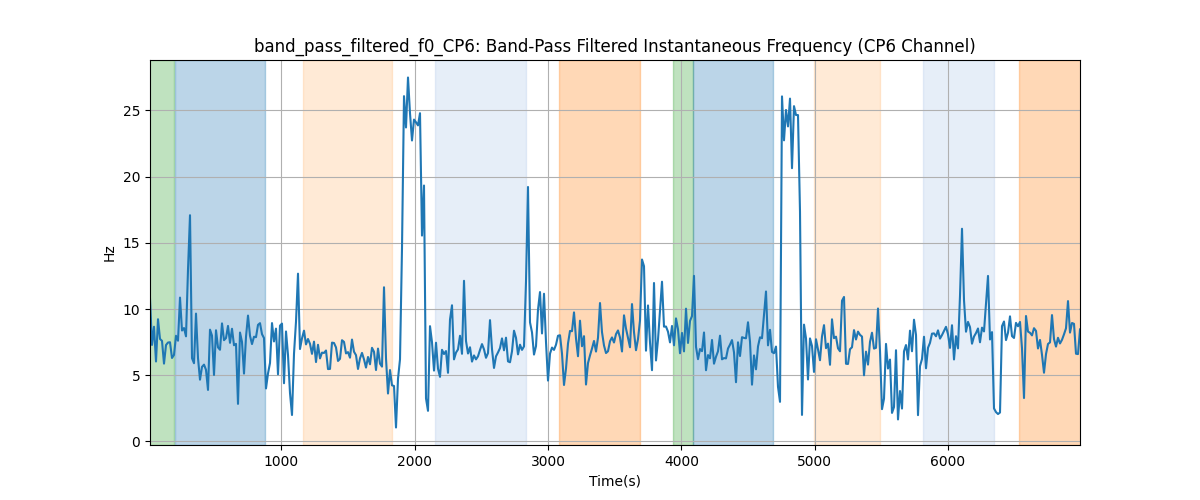 band_pass_filtered_f0_CP6: Band-Pass Filtered Instantaneous Frequency (CP6 Channel)
25
20
15
10
5
0
Hz
1000 2000 3000 4000 5000 6000
Time(s)